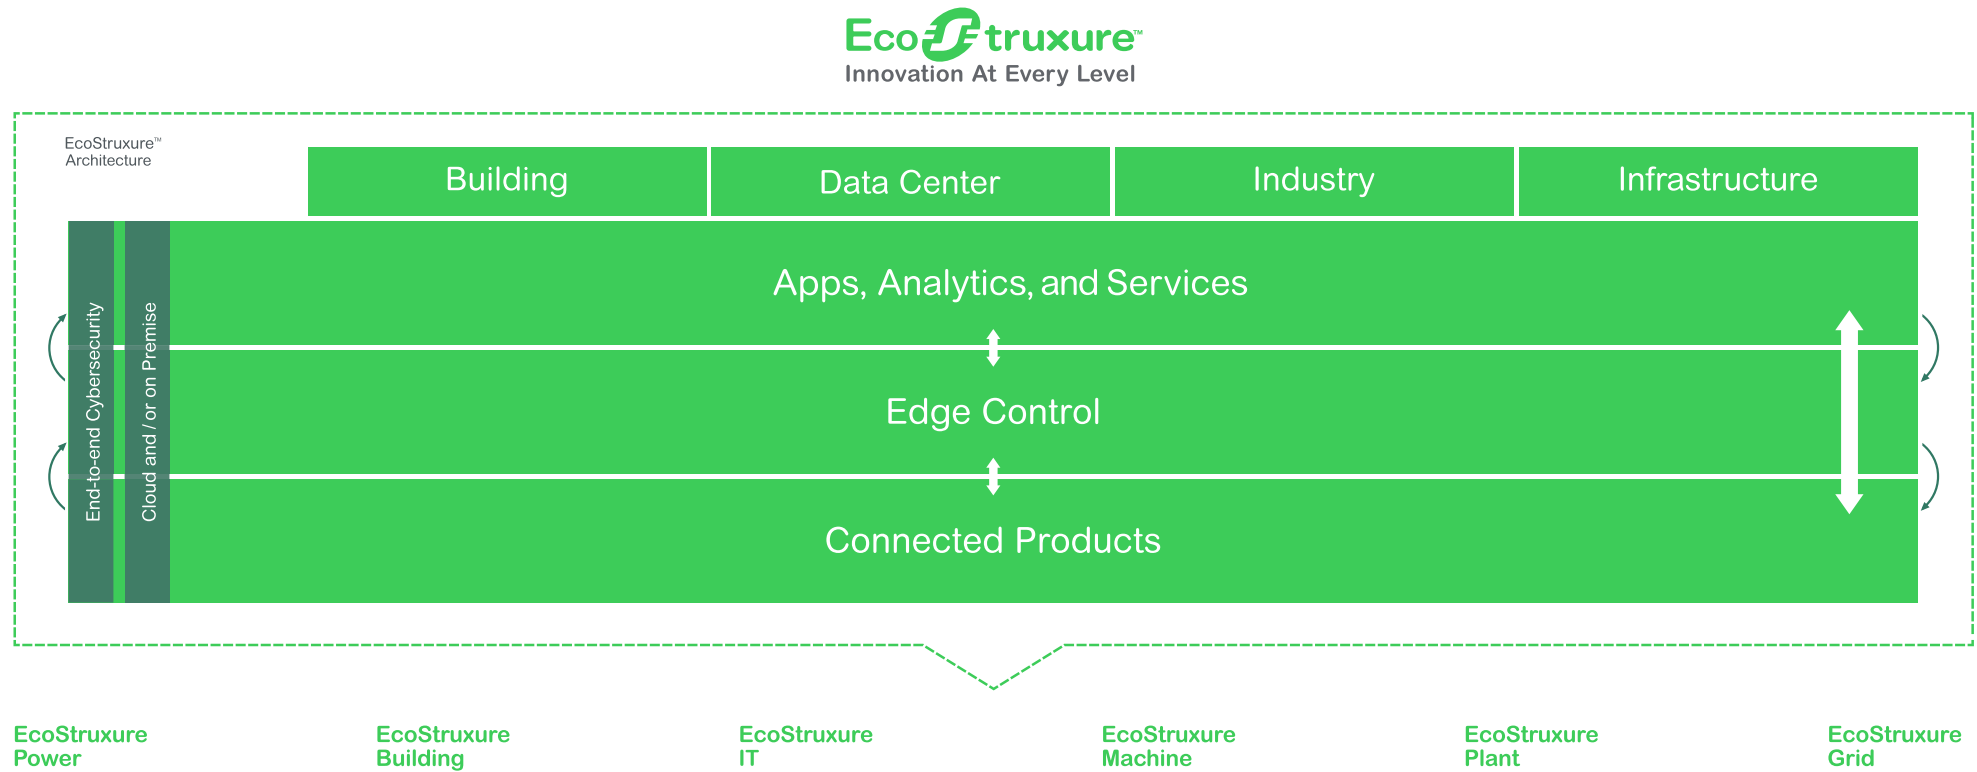 EcoStruxure™
Innovation At Every Level
EcoStruxure™
Architecture
Building
Data Center
Industry
Infrastructure
End-to-end Cybersecurity
Cloud and / or on Premise
Apps, Analytics, and Services
Edge Control
Connected Products
EcoStruxure
Power
EcoStruxure
Building
EcoStruxure
IT
EcoStruxure
Machine
EcoStruxure
Plant
EcoStruxure
Grid